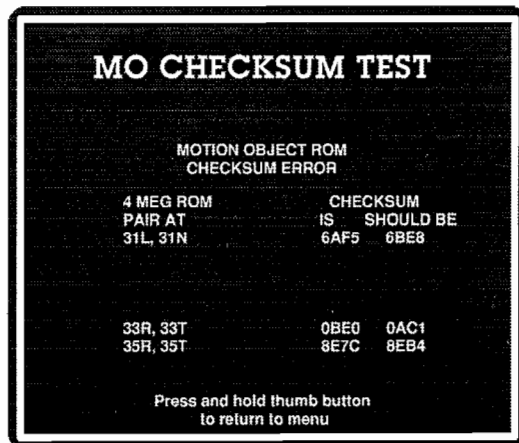 MO CHECKSUM TEST
MOTION OBJECT ROM
CHECKSUM ERROR
4 MEG ROM CHECKSUM
PAIR AT IS SHOULD BE
31L, 31N 6AF5 6BE8
33R, 33T 0BE0 0AC1
35R, 35T 8E7C 8EB4
Press and hold thumb button
to return to menu